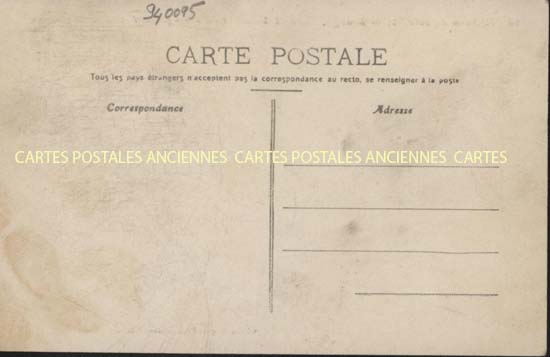 940095
CARTE POSTALE
Tous les pays étrangers n'acceptent pas la correspondance au recto, se renseigner à la poste
Correspondance
Adresse
CARTES POSTALES ANCIENNES CARTES POSTALES ANCIENNES CARTES